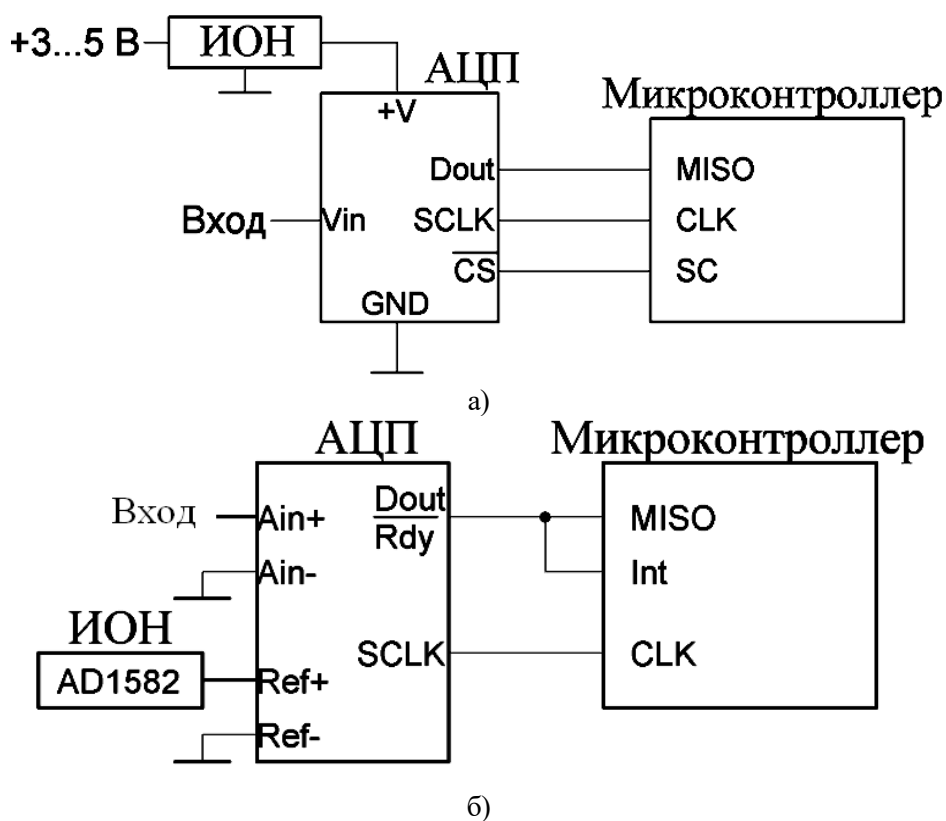 +3...5 В ИОН
АЦП
Микроконтроллер
+V
Dout MISO
Вход Vin SCLK CLK
CS SC
GND
а)
АЦП Микроконтроллер
Вход Ain+ Dout MISO
Rdy
Ain- Int
ИОН
SCLK CLK
AD1582 Ref+
Ref-
б)